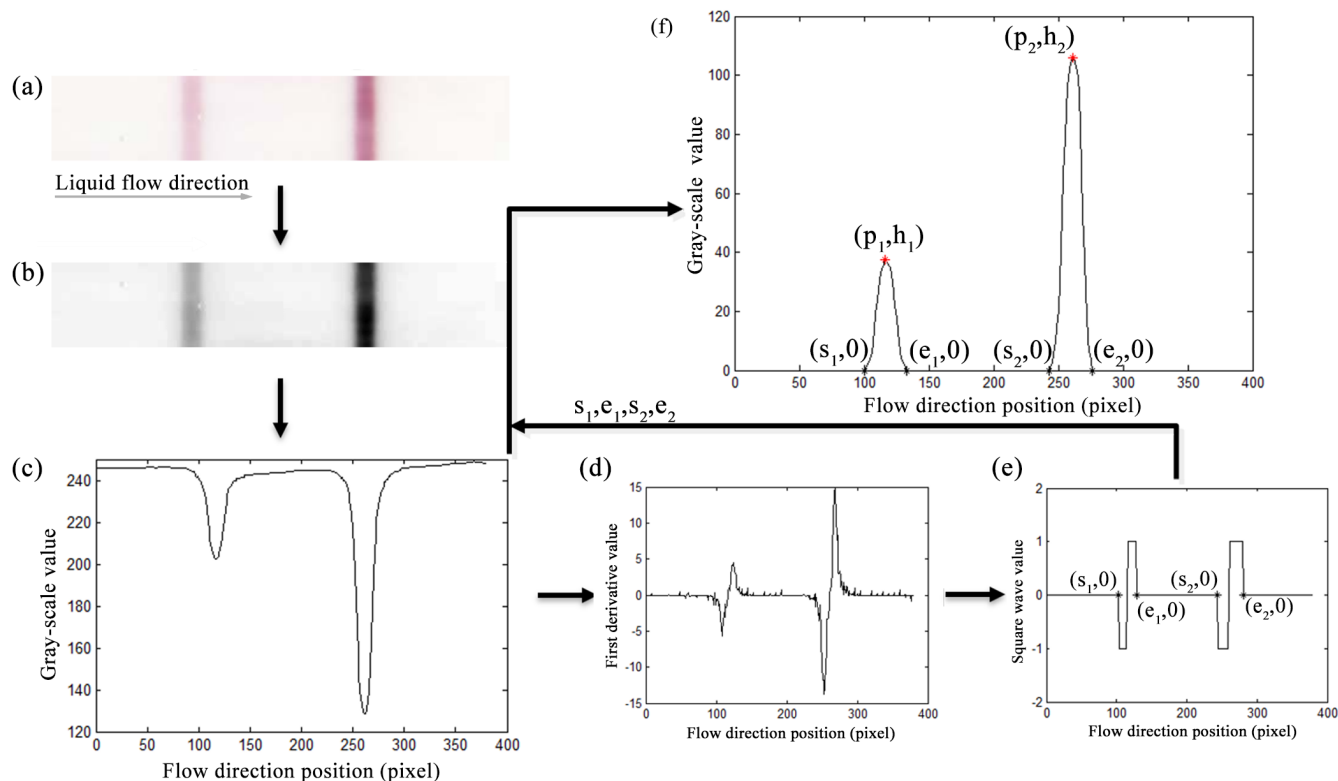 (a)
Liquid flow direction
(b)
(c)
Gray-scale value
240
220
200
180
160
140
120
0 50 100 150 200 250 300 350 400
Flow direction position (pixel)
s₁,e₁,s₂,e₂
(d)
First derivative value
15
10
5
0
-5
-10
-15
0 100 200 300 400
Flow direction position (pixel)
(e)
Square wave value
2
1
0
-1
-2
(s₁,0)
(e₁,0)
(s₂,0)
(e₂,0)
0 100 200 300 400
Flow direction position (pixel)
(f)
Gray-scale value
120
100
80
60
40
20
0
(p₂,h₂)
(p₁,h₁)
(s₁,0) (e₁,0) (s₂,0) (e₂,0)
0 50 100 150 200 250 300 350 400
Flow direction position (pixel)